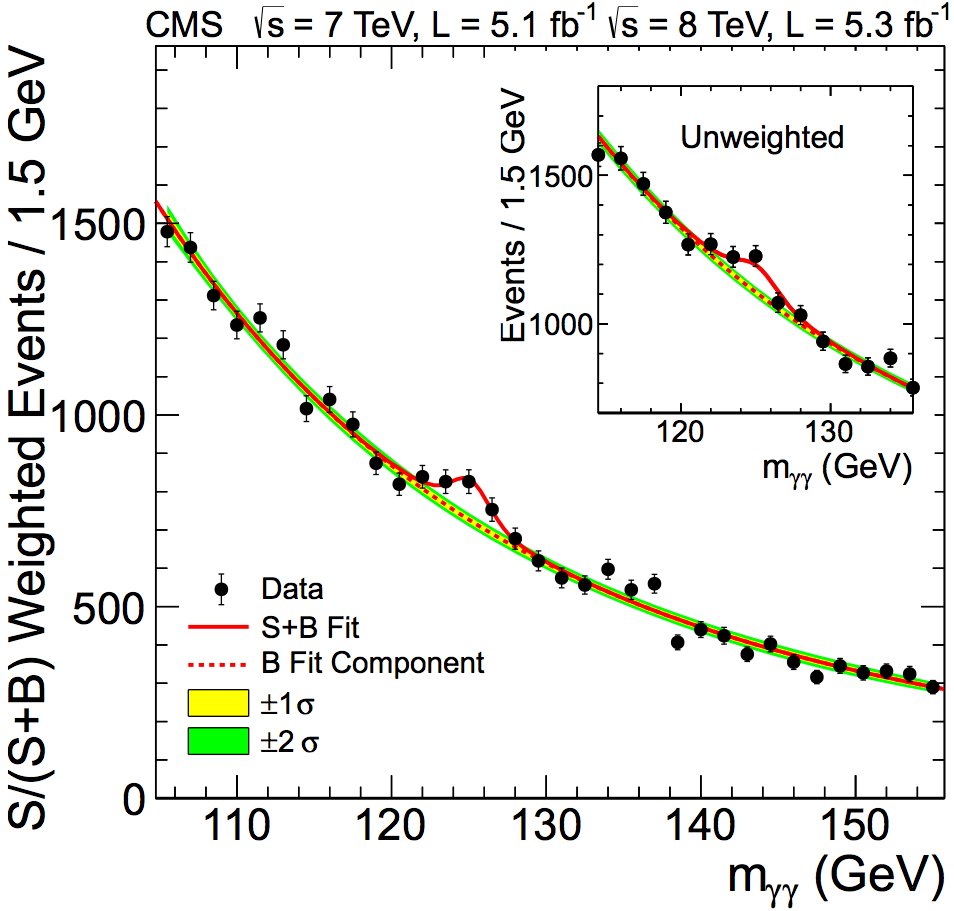 CMS √s = 7 TeV, L = 5.1 fb⁻¹ √s = 8 TeV, L = 5.3 fb⁻¹
S/(S+B) Weighted Events / 1.5 GeV
1500
1000
500
0
Events / 1.5 GeV
1500
1000
Unweighted
120 130
mγγ (GeV)
Data
S+B Fit
B Fit Component
±1σ
±2 σ
110 120 130 140 150
mγγ (GeV)